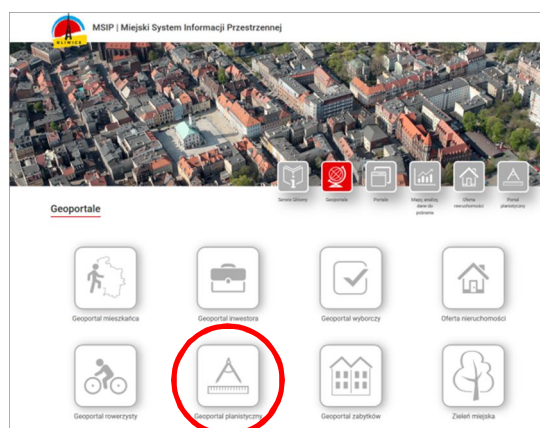 GLIWICE
MSIP | Miejski System Informacji Przestrzennej
Serwis Główny
Geoportale
Portale
Mapy, analizy, dane do pobrania
Oferta nieruchomości
Portal planistyczny
Geoportale
Geoportal mieszkańca
Geoportal inwestora
Geoportal wyborczy
Oferta nieruchomości
Geoportal rowerzysty
Geoportal planistyczny
Geoportal zabytków
Zieleń miejska